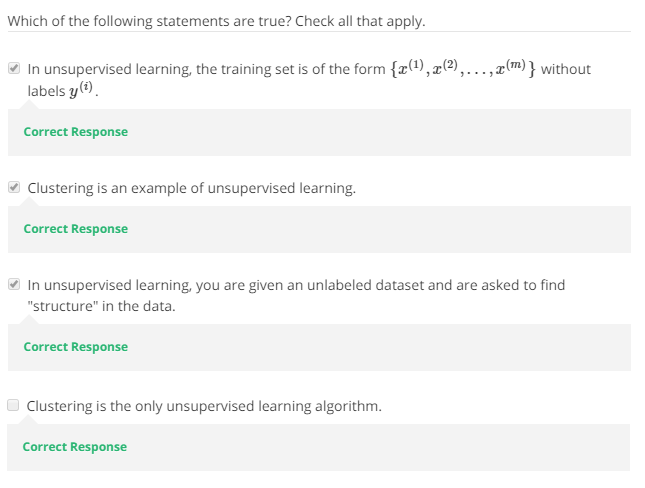 Which of the following statements are true? Check all that apply.
In unsupervised learning, the training set is of the form {x⁽¹⁾, x⁽²⁾, . . . , x⁽ᵐ⁾} without
labels y⁽ⁱ⁾.
Correct Response
Clustering is an example of unsupervised learning.
Correct Response
In unsupervised learning, you are given an unlabeled dataset and are asked to find
"structure" in the data.
Correct Response
Clustering is the only unsupervised learning algorithm.
Correct Response